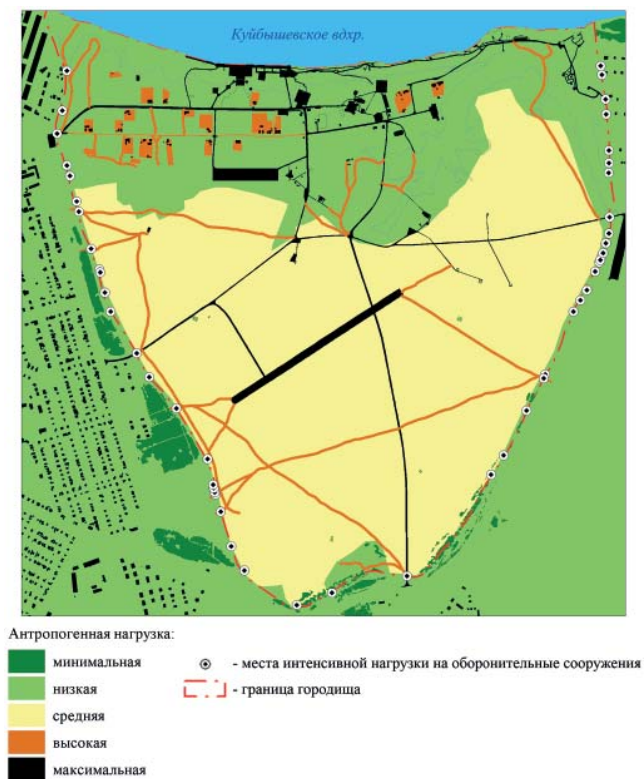 Куйбышевское вдхр.
Антропогенная нагрузка:
минимальная
- места интенсивной нагрузки на оборонительные сооружения
низкая
- граница городища
средняя
высокая
максимальная